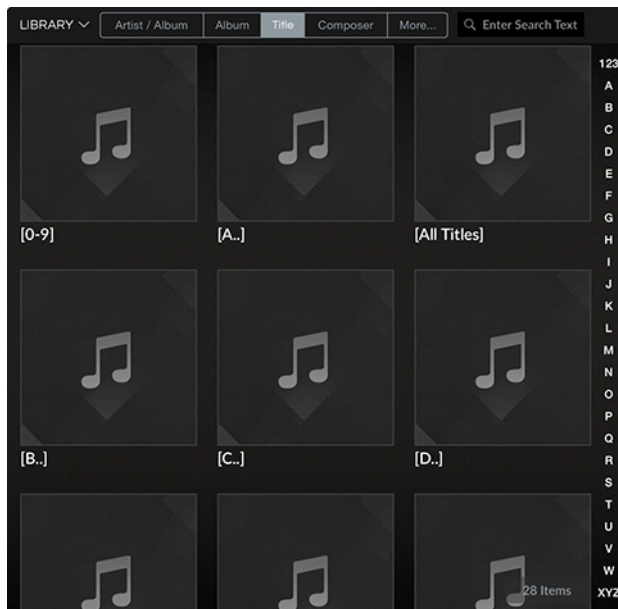 LIBRARY
Artist / Album
Album
Title
Composer
More...
Enter Search Text
[0-9]
[A..]
[All Titles]
[B..]
[C..]
[D..]
28 Items
123
A
B
C
D
E
F
G
H
I
J
K
L
M
N
O
P
Q
R
S
T
U
V
W
XYZ